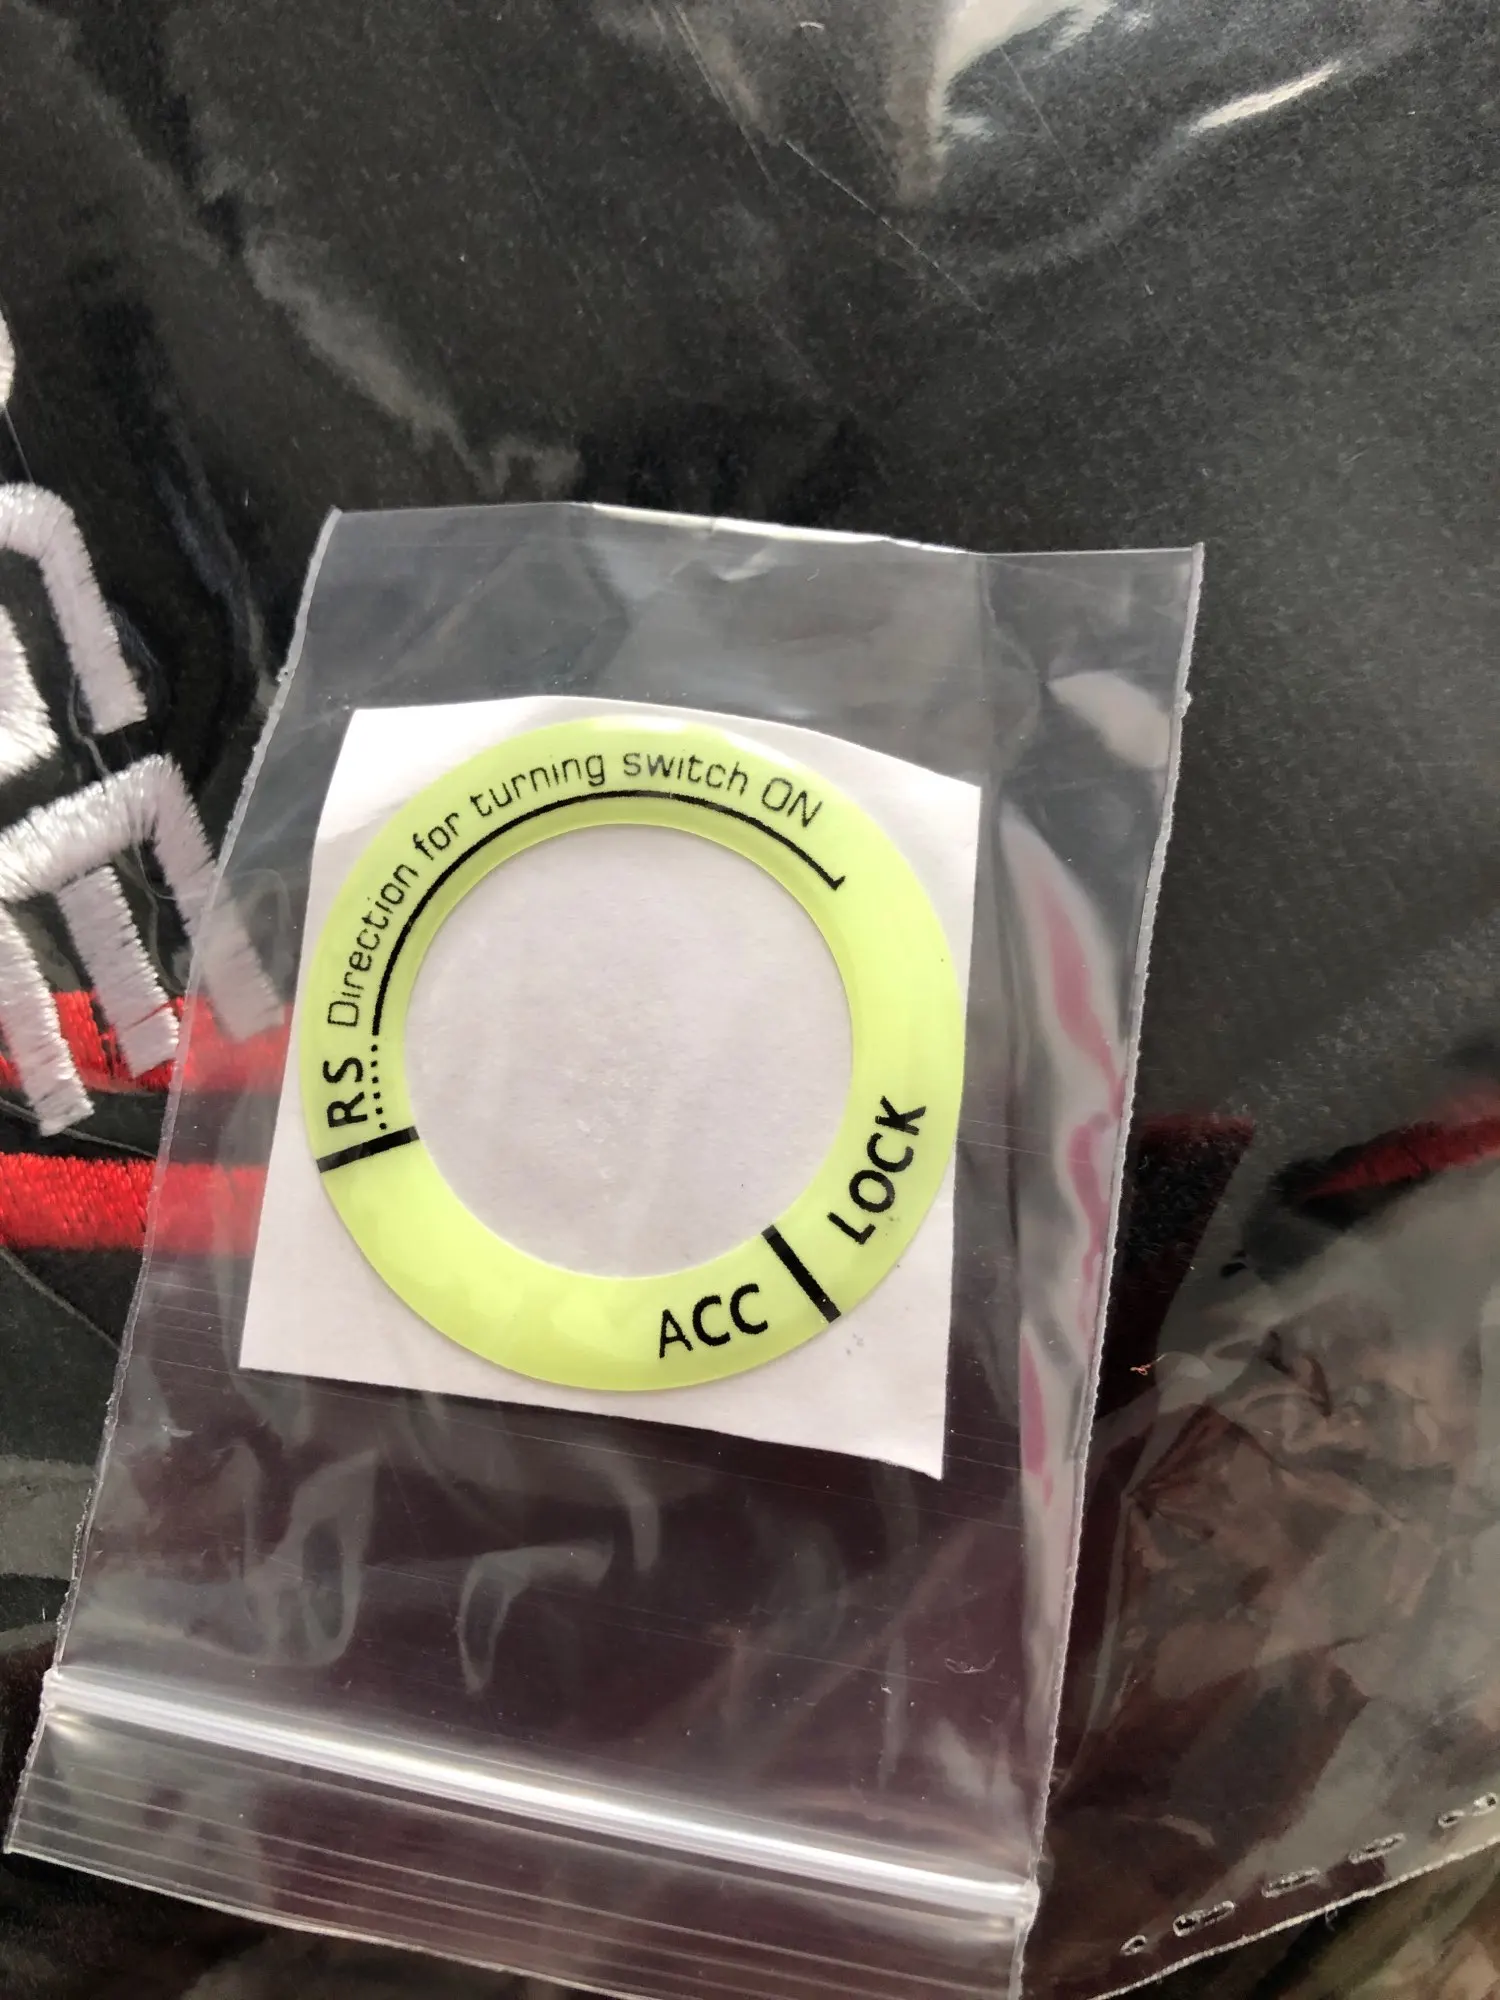 RS Direction for turning switch ON
LOCK
ACC